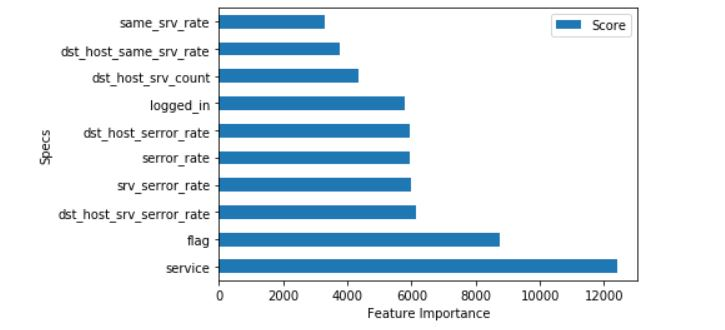 same_srv_rate
dst_host_same_srv_rate
dst_host_srv_count
logged_in
dst_host_serror_rate
serror_rate
srv_serror_rate
dst_host_srv_serror_rate
flag
service
Specs
Score
0 2000 4000 6000 8000 10000 12000
Feature Importance